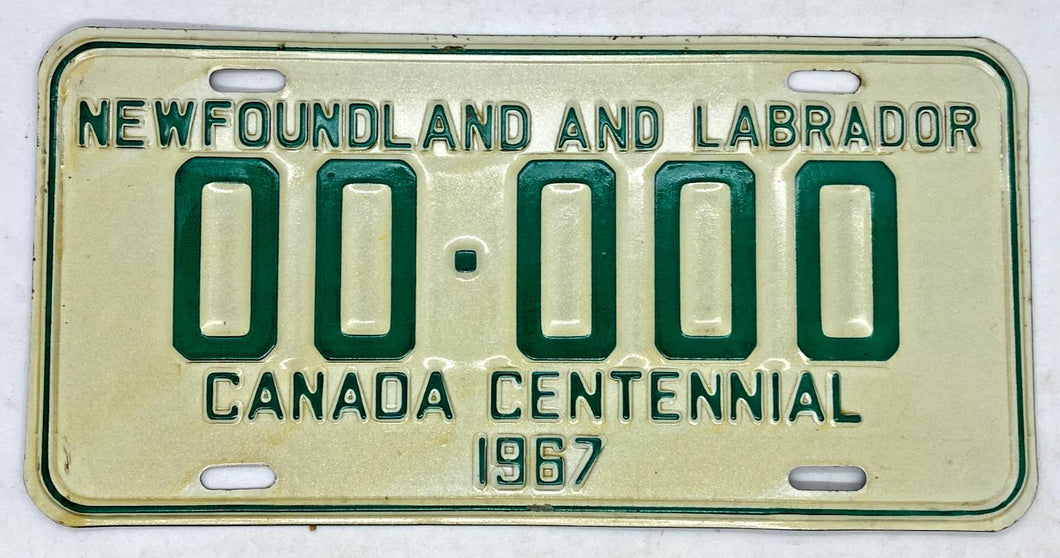 NEWFOUNDLAND AND LABRADOR
00·000
CANADA CENTENNIAL
1967